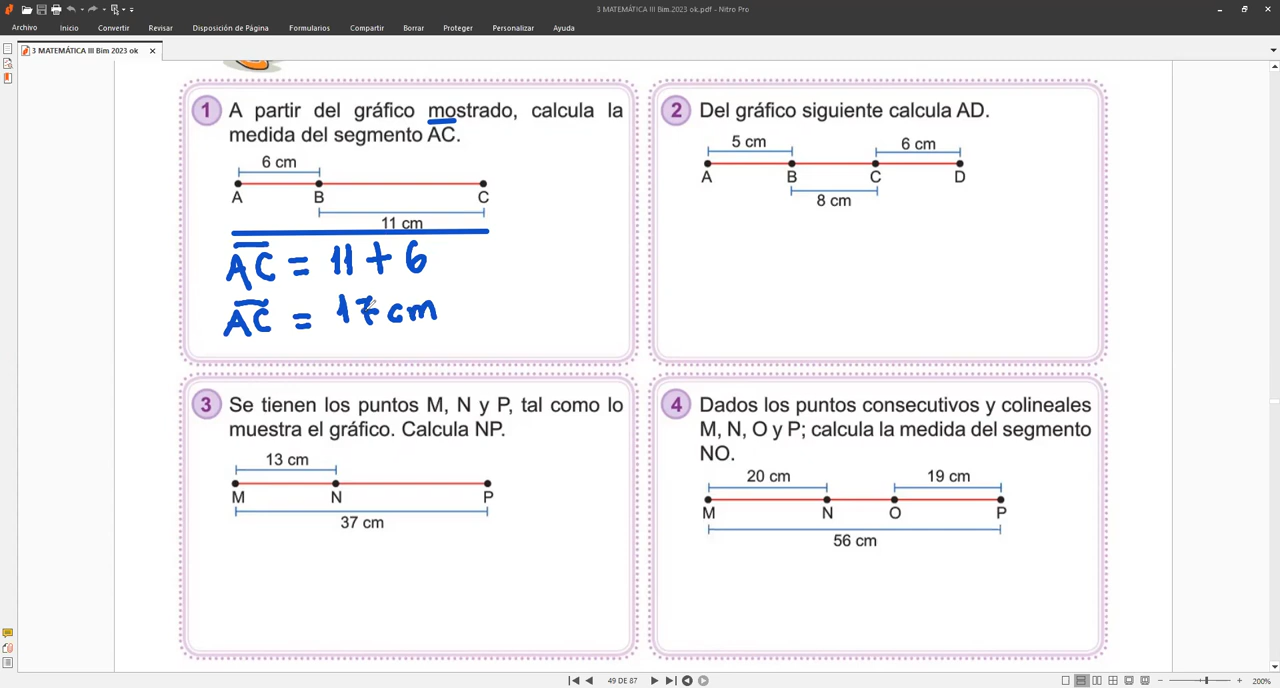 3 MATEMÁTICA III Bim.2023 ok.pdf - Nitro Pro
Archivo Inicio Convertir Revisar Disposición de Página Formularios Compartir Borrar Proteger Personalizar Ayuda
3 MATEMÁTICA III Bim 2023 ok
1 A partir del gráfico mostrado, calcula la
medida del segmento AC.
6 cm
A B C
11 cm
AC = 11 + 6
AC = 17 cm
2 Del gráfico siguiente calcula AD.
5 cm 6 cm
A B C D
8 cm
3 Se tienen los puntos M, N y P, tal como lo
muestra el gráfico. Calcula NP.
13 cm
M N P
37 cm
4 Dados los puntos consecutivos y colineales
M, N, O y P; calcula la medida del segmento
NO.
20 cm 19 cm
M N O P
56 cm
49 DE 87
200%